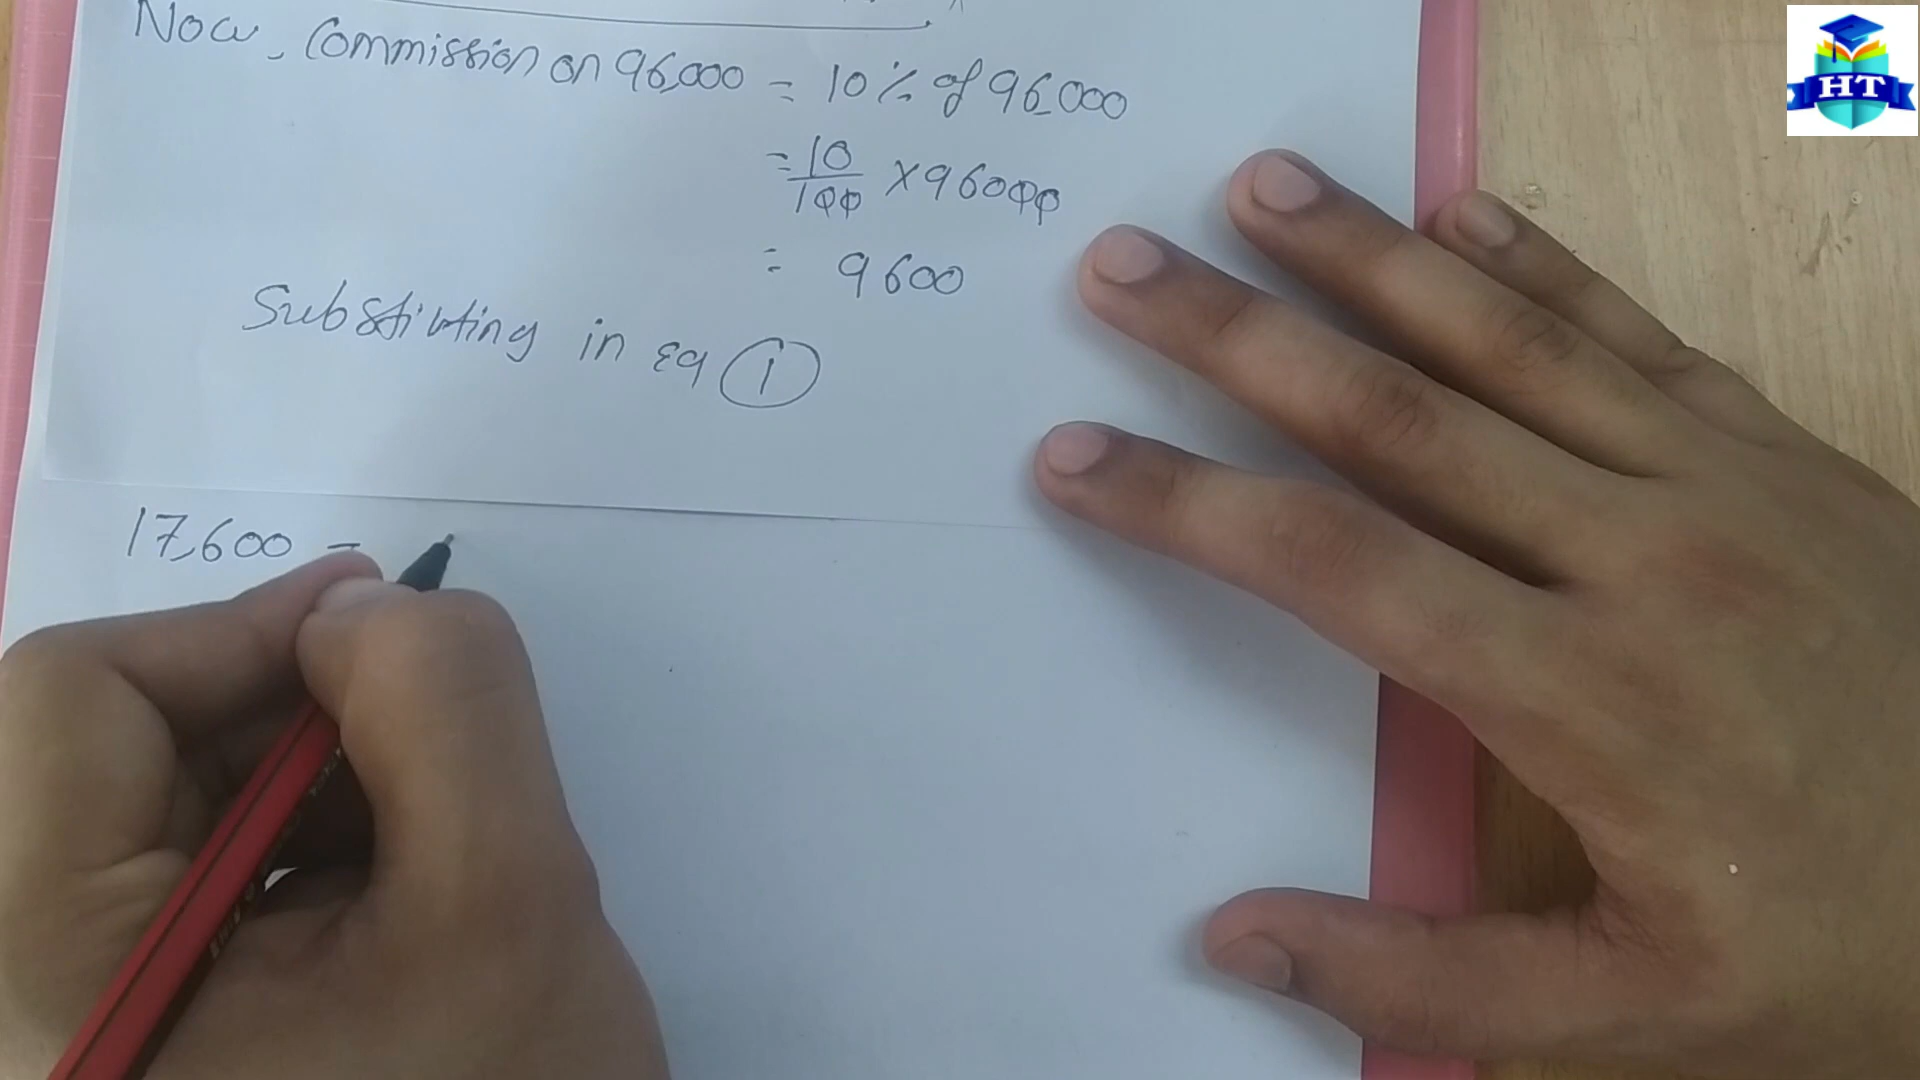 Now, Commission on 96,000 = 10% of 96,000
= 10/100 × 96000
= 9600
Substituting in Eq 1
17,600 =
HT